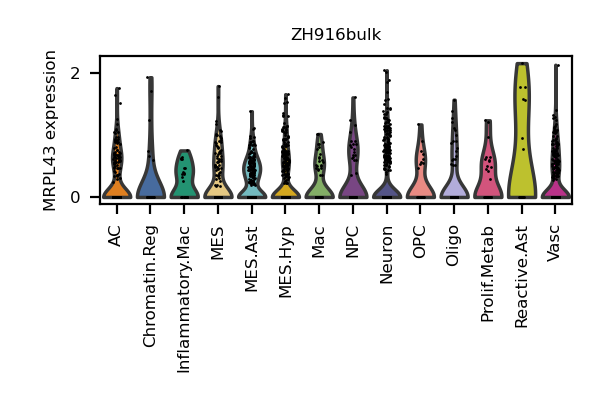 ZH916bulk
MRPL43 expression
2
0
AC
Chromatin.Reg
Inflammatory.Mac
MES
MES.Ast
MES.Hyp
Mac
NPC
Neuron
OPC
Oligo
Prolif.Metab
Reactive.Ast
Vasc